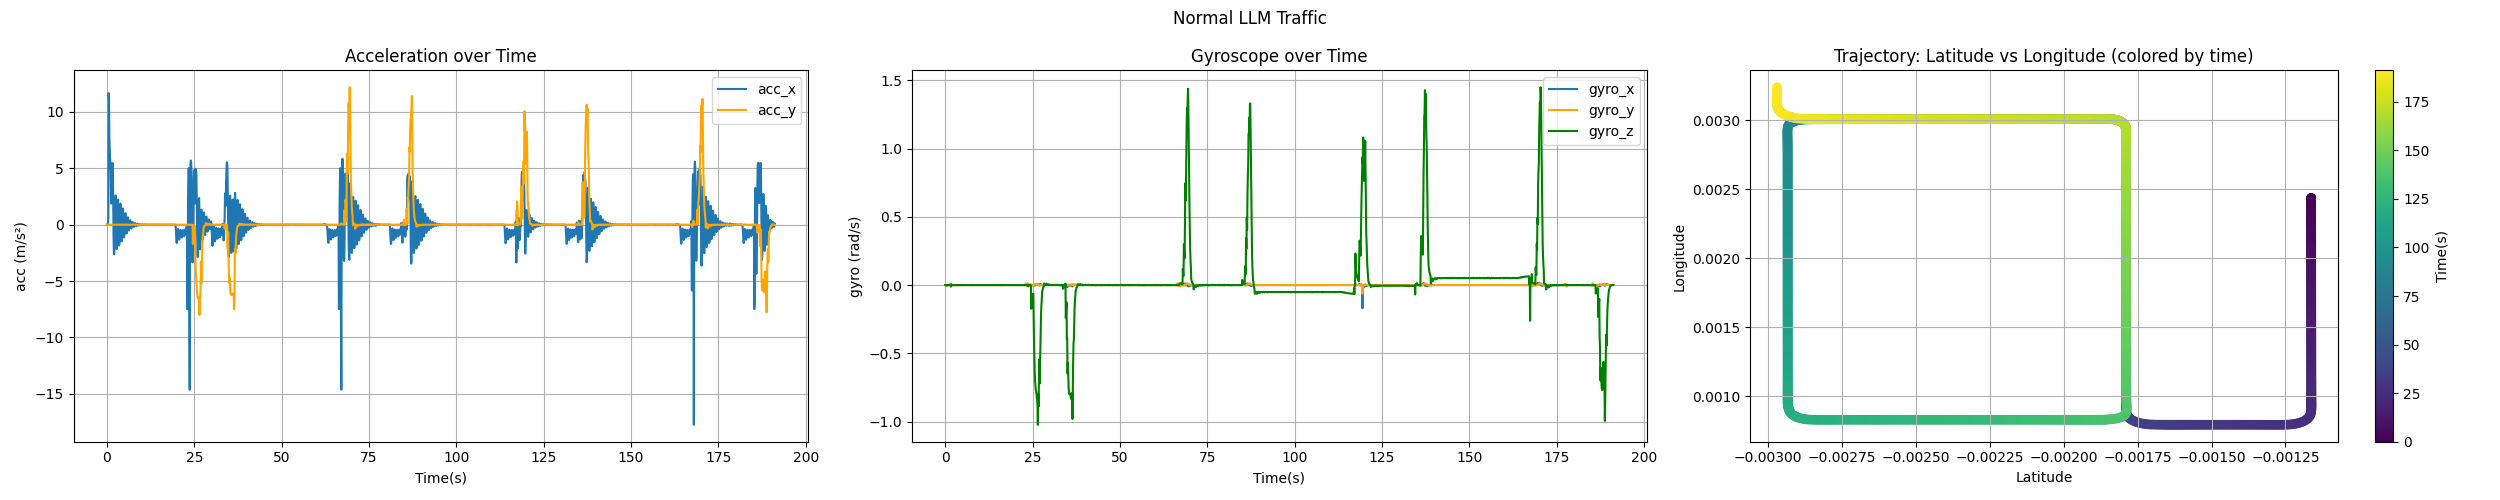 Normal LLM Traffic
Acceleration over Time
acc (m/s²)
10
5
0
−5
−10
−15
acc_x
acc_y
0 25 50 75 100 125 150 175 200
Time(s)
Gyroscope over Time
gyro (rad/s)
1.5
1.0
0.5
0.0
−0.5
−1.0
gyro_x
gyro_y
gyro_z
0 25 50 75 100 125 150 175 200
Time(s)
Trajectory: Latitude vs Longitude (colored by time)
Longitude
0.0030
0.0025
0.0020
0.0015
0.0010
−0.00300 −0.00275 −0.00250 −0.00225 −0.00200 −0.00175 −0.00150 −0.00125
Latitude
175
150
125
100
75
50
25
0
Time(s)